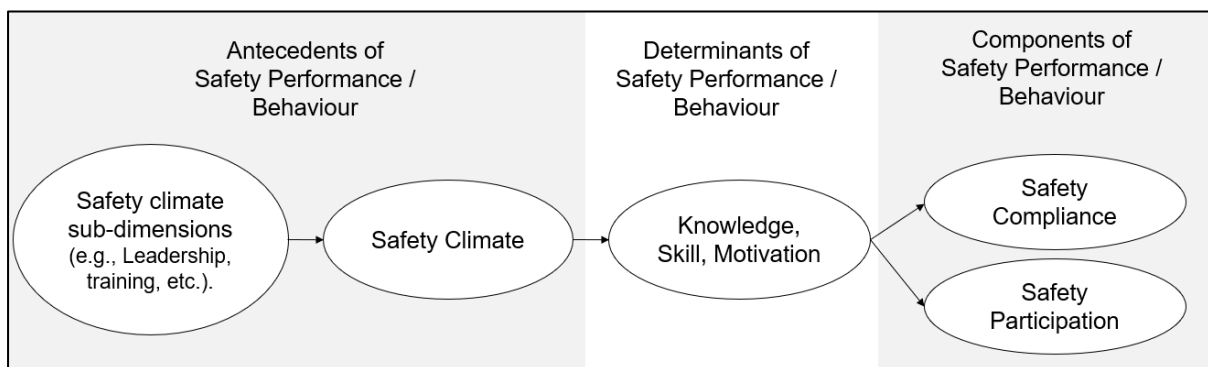 Antecedents of
Safety Performance /
Behaviour
Determinants of
Safety Performance /
Behaviour
Components of
Safety Performance /
Behaviour
Safety climate
sub-dimensions
(e.g., Leadership,
training, etc.).
Safety Climate
Knowledge,
Skill, Motivation
Safety
Compliance
Safety
Participation